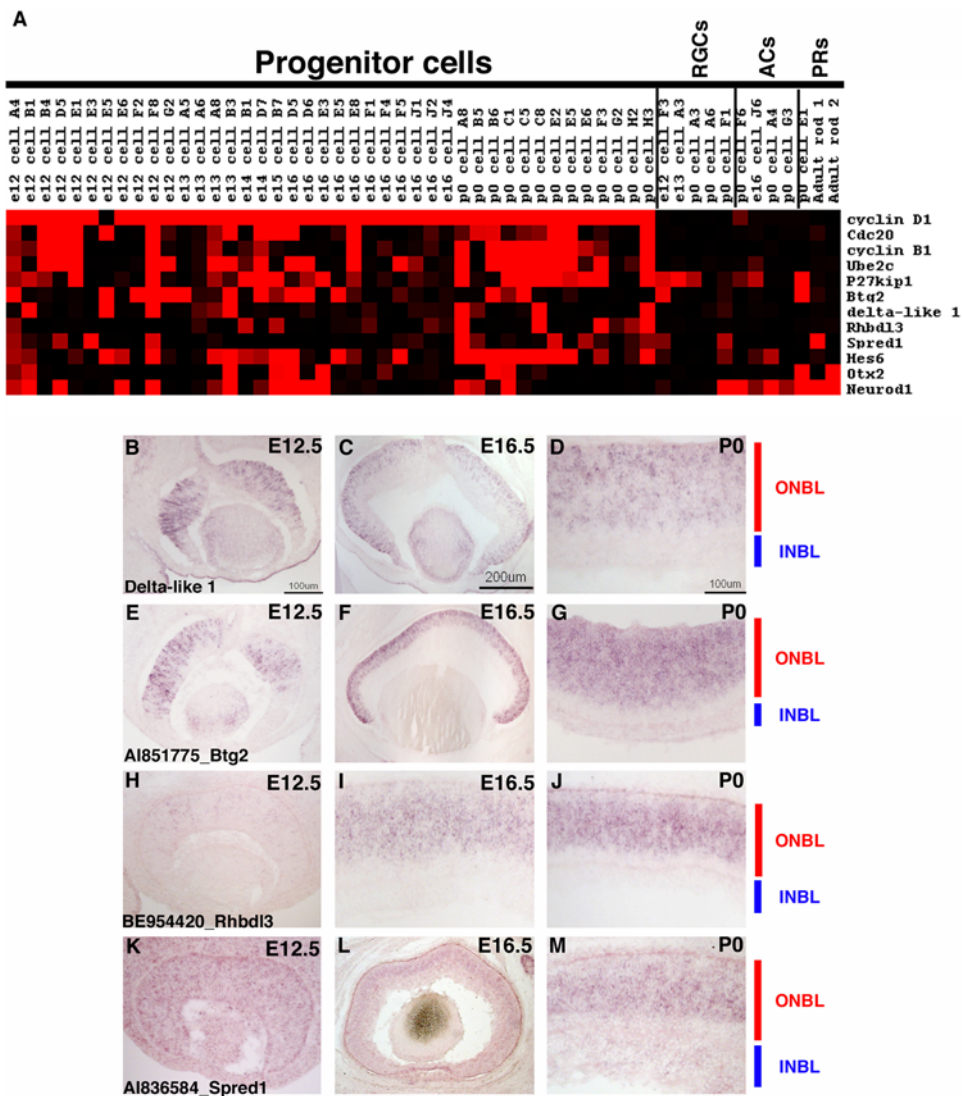 A
Progenitor cells
RGCs
ACs
PRs
e12 cell A4
e12 cell B1
e12 cell B4
e12 cell D5
e12 cell E1
e12 cell E3
e12 cell E5
e12 cell E6
e12 cell F2
e12 cell F8
e12 cell G2
e13 cell A5
e13 cell A6
e13 cell A8
e13 cell B3
e14 cell B1
e14 cell D7
e15 cell B7
e16 cell D5
e16 cell D6
e16 cell E3
e16 cell E5
e16 cell E8
e16 cell F1
e16 cell F4
e16 cell F5
e16 cell J1
e16 cell J2
e16 cell J4
p0 cell A8
p0 cell B5
p0 cell B6
p0 cell C1
p0 cell C5
p0 cell C8
p0 cell E2
p0 cell E5
p0 cell E6
p0 cell F3
p0 cell G2
p0 cell H2
p0 cell H3
e12 cell F3
e13 cell A3
p0 cell A3
p0 cell A6
p0 cell F1
p0 cell F6
e16 cell J6
p0 cell A4
p0 cell G3
p0 cell E1
Adult rod 1
Adult rod 2
cyclin D1
Cdc20
cyclin B1
Ube2c
P27kip1
Btg2
delta-like 1
Rhbdl3
Spred1
Hes6
Otx2
Neurod1
B E12.5
Delta-like 1
100um
C E16.5
200um
D P0
100um
ONBL
INBL
E E12.5
AI851775_Btg2
F E16.5
G P0
ONBL
INBL
H E12.5
BE954420_Rhbdl3
I E16.5
J P0
ONBL
INBL
K E12.5
AI836584_Spred1
L E16.5
M P0
ONBL
INBL